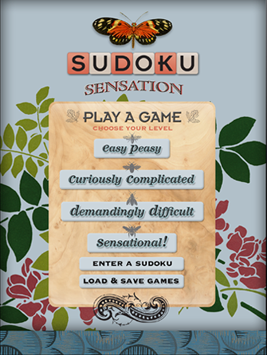 SUDOKU
SENSATION
PLAY A GAME
CHOOSE YOUR LEVEL
easy peasy
curiously complicated
demandingly difficult
Sensational!
ENTER A SUDOKU
LOAD & SAVE GAMES